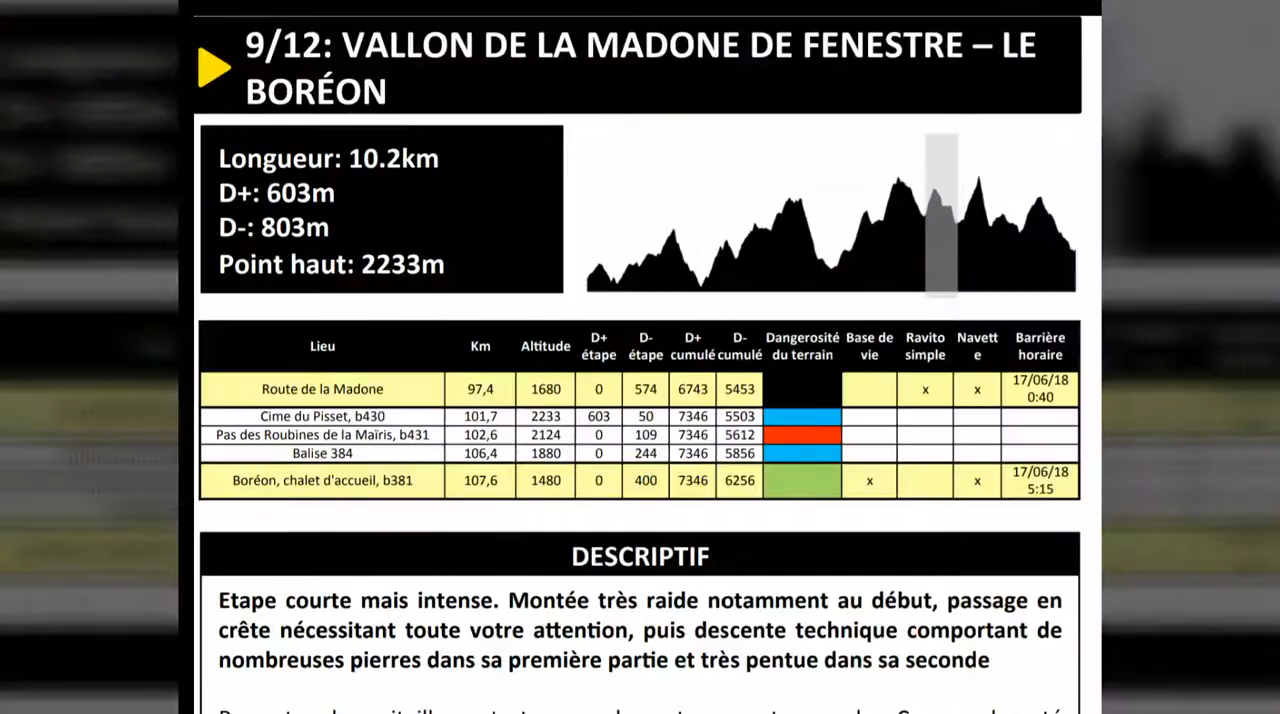 9/12: VALLON DE LA MADONE DE FENESTRE – LE
BORÉON
Longueur: 10.2km
D+: 603m
D-: 803m
Point haut: 2233m
Lieu Km Altitude D+ étape D- étape D+ cumulé D- cumulé Dangerosité du terrain Base de vie Ravito simple Navett e Barrière horaire
Route de la Madone 97,4 1680 0 574 6743 5453 x x 17/06/18 0:40
Cime du Pisset, b430 101,7 2233 603 50 7346 5503
Pas des Roubines de la Maïris, b431 102,6 2124 0 109 7346 5612
Balise 384 106,4 1880 0 244 7346 5856
Boréon, chalet d'accueil, b381 107,6 1480 0 400 7346 6256 x x 17/06/18 5:15
DESCRIPTIF
Etape courte mais intense. Montée très raide notamment au début, passage en
crête nécessitant toute votre attention, puis descente technique comportant de
nombreuses pierres dans sa première partie et très pentue dans sa seconde